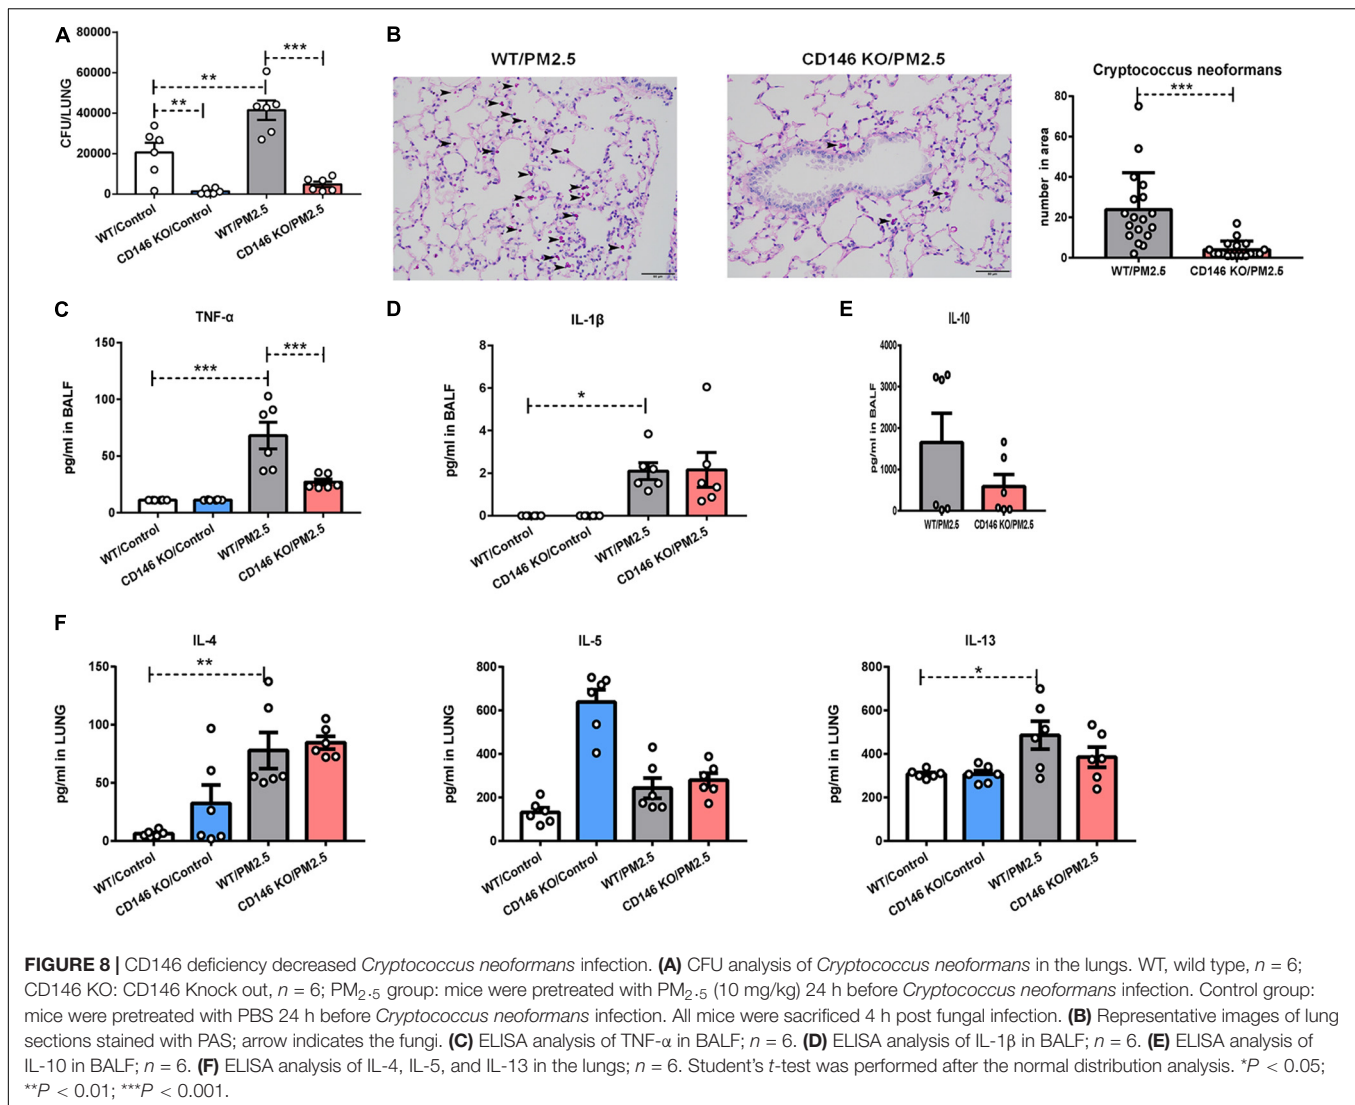 A
CFU/LUNG
80000
60000
40000
20000
0
**
**
***
WT/Control
CD146 KO/Control
WT/PM2.5
CD146 KO/PM2.5
B
WT/PM2.5
CD146 KO/PM2.5
Cryptococcus neoformans
number in area
80
60
40
20
0
***
WT/PM2.5
CD146 KO/PM2.5
C
TNF-α
pg/ml in BALF
150
100
50
0
***
***
WT/Control
CD146 KO/Control
WT/PM2.5
CD146 KO/PM2.5
D
IL-1β
pg/ml in BALF
8
6
4
2
0
*
WT/Control
CD146 KO/Control
WT/PM2.5
CD146 KO/PM2.5
E
IL-10
pg/ml in BALF
4000
3000
2000
1000
0
WT/PM2.5
CD146 KO/PM2.5
F
IL-4
pg/ml in LUNG
150
100
50
0
**
WT/Control
CD146 KO/Control
WT/PM2.5
CD146 KO/PM2.5
IL-5
pg/ml in LUNG
800
600
400
200
0
WT/Control
CD146 KO/Control
WT/PM2.5
CD146 KO/PM2.5
IL-13
pg/ml in LUNG
800
600
400
200
0
*
WT/Control
CD146 KO/Control
WT/PM2.5
CD146 KO/PM2.5
FIGURE 8 | CD146 deficiency decreased Cryptococcus neoformans infection. (A) CFU analysis of Cryptococcus neoformans in the lungs. WT, wild type, n = 6;
CD146 KO: CD146 Knock out, n = 6; PM2.5 group: mice were pretreated with PM2.5 (10 mg/kg) 24 h before Cryptococcus neoformans infection. Control group:
mice were pretreated with PBS 24 h before Cryptococcus neoformans infection. All mice were sacrificed 4 h post fungal infection. (B) Representative images of lung
sections stained with PAS; arrow indicates the fungi. (C) ELISA analysis of TNF-α in BALF; n = 6. (D) ELISA analysis of IL-1β in BALF; n = 6. (E) ELISA analysis of
IL-10 in BALF; n = 6. (F) ELISA analysis of IL-4, IL-5, and IL-13 in the lungs; n = 6. Student's t-test was performed after the normal distribution analysis. *P < 0.05;
**P < 0.01; ***P < 0.001.